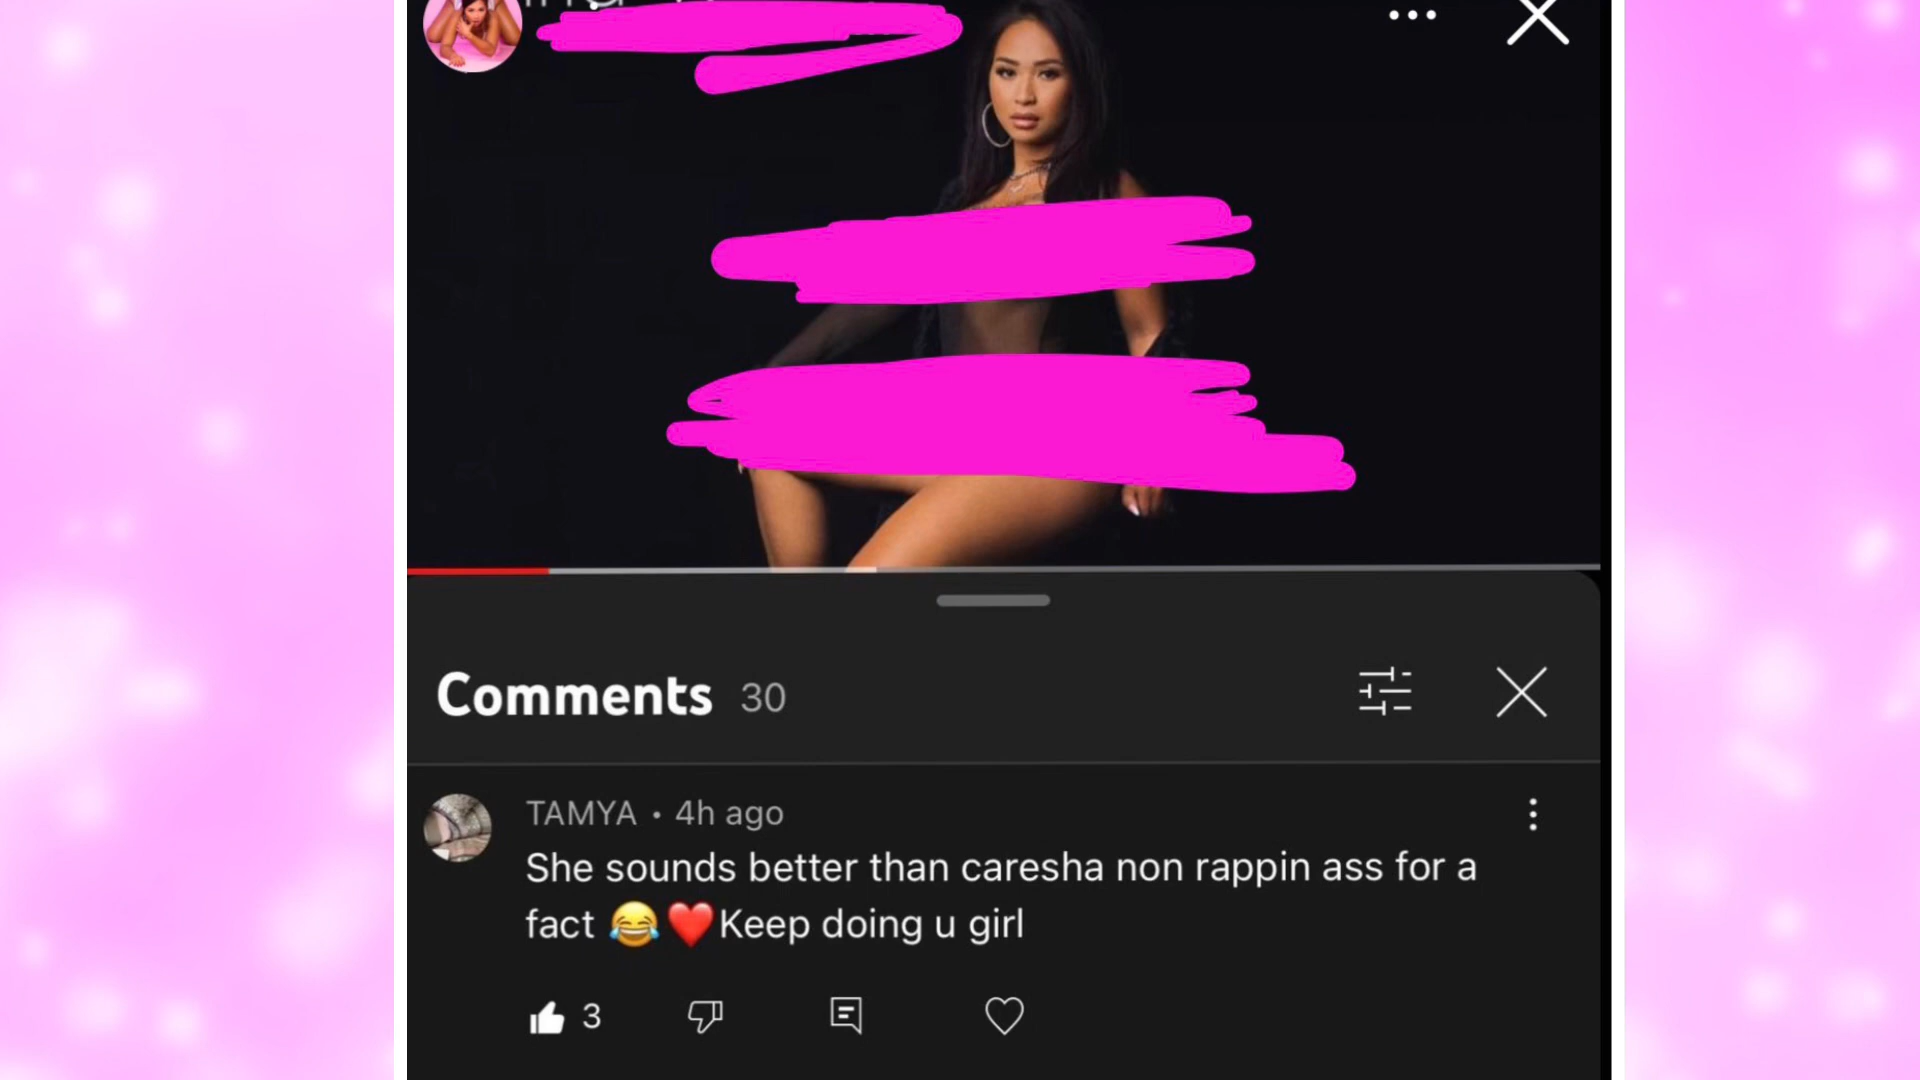 Comments 30
TAMYA • 4h ago
She sounds better than caresha non rappin ass for a
fact 😂❤️Keep doing u girl
3